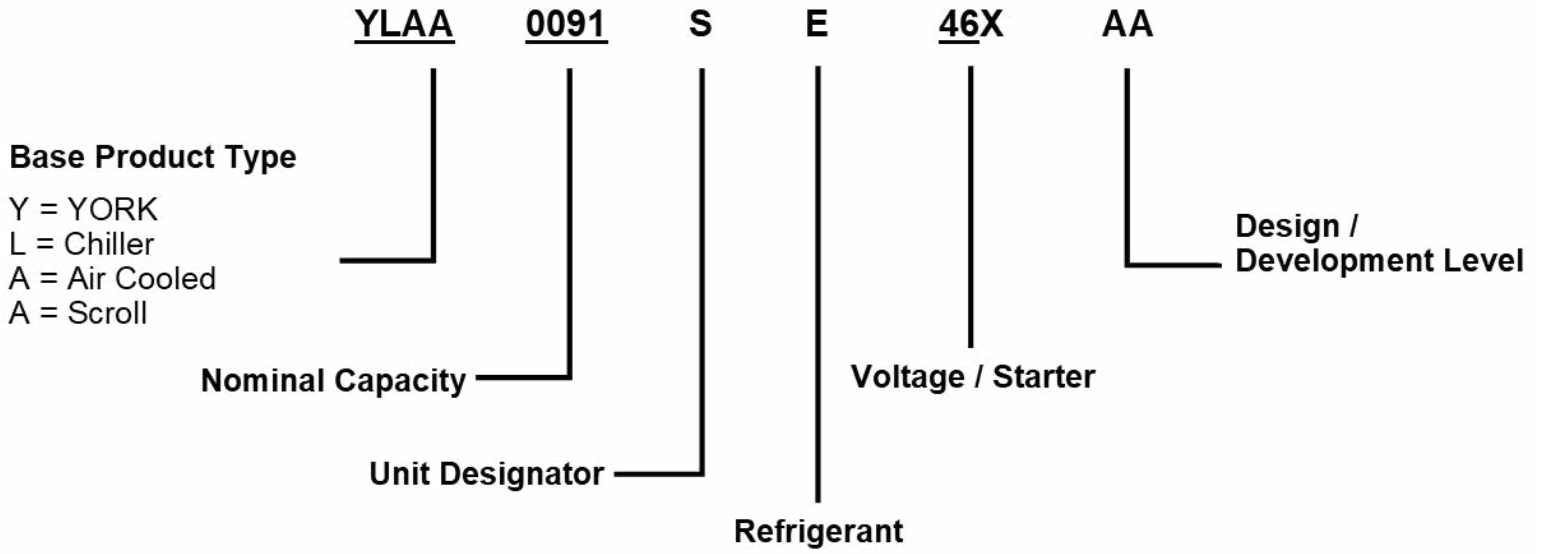 YLAA 0091 S E 46X AA
Base Product Type
Y = YORK
L = Chiller
A = Air Cooled
A = Scroll
Design /
Development Level
Nominal Capacity
Voltage / Starter
Unit Designator
Refrigerant